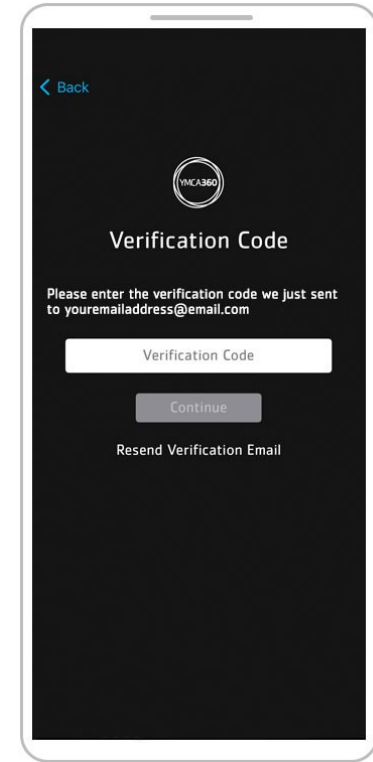 Back
YMCA360
Verification Code
Please enter the verification code we just sent
to youremailaddress@email.com
Verification Code
Continue
Resend Verification Email